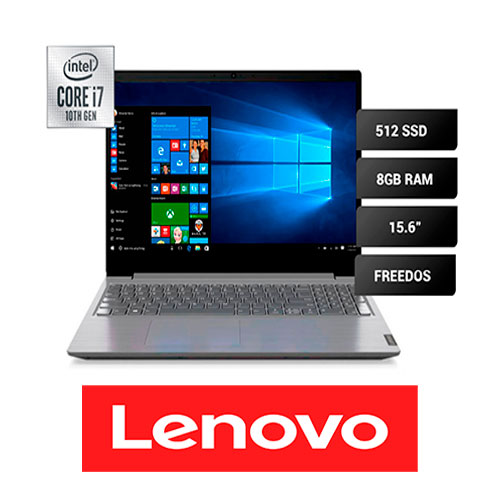 intel
CORE i7
10TH GEN
512 SSD
8GB RAM
15.6"
FREEDOS
Lenovo